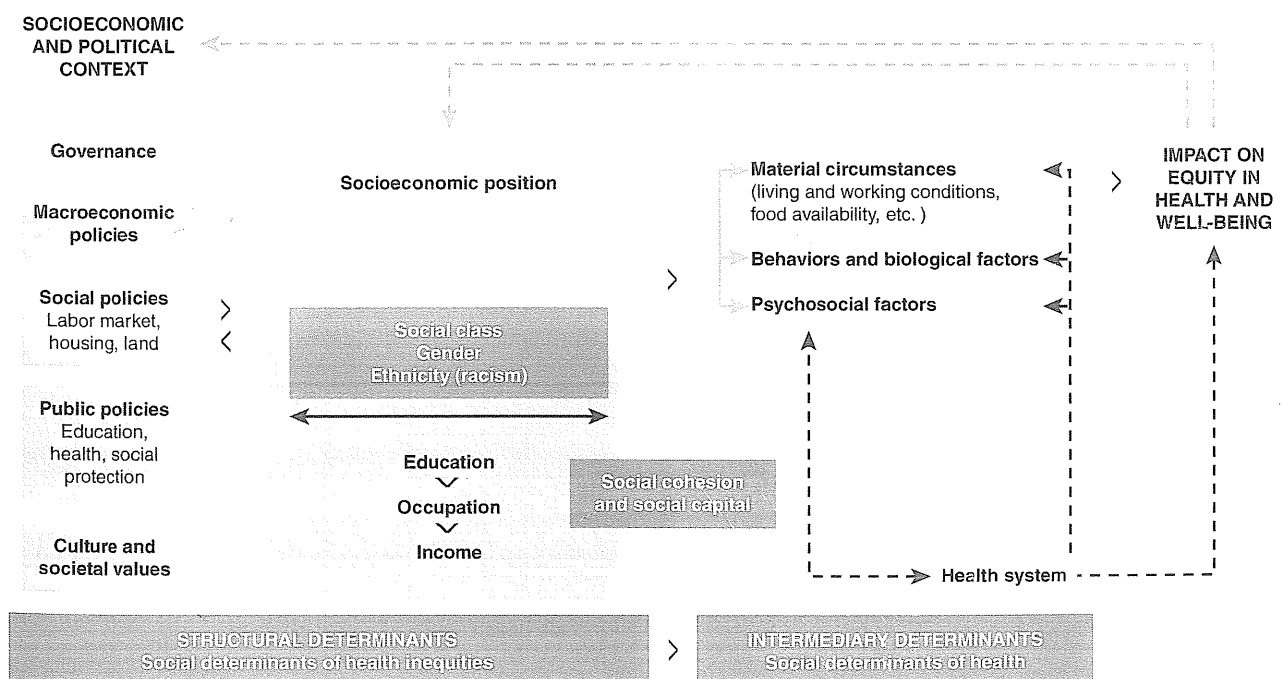 SOCIOECONOMIC
AND POLITICAL
CONTEXT
Governance
Macroeconomic
policies
Social policies
Labor market,
housing, land
Public policies
Education,
health, social
protection
Culture and
societal values
Socioeconomic position
Social class
Gender
Ethnicity (racism)
Education
Occupation
Income
Social cohesion
and social capital
Material circumstances
(living and working conditions,
food availability, etc. )
Behaviors and biological factors
Psychosocial factors
Health system
IMPACT ON
EQUITY IN
HEALTH AND
WELL-BEING
STRUCTURAL DETERMINANTS
Social determinants of health inequities
INTERMEDIARY DETERMINANTS
Social determinants of health